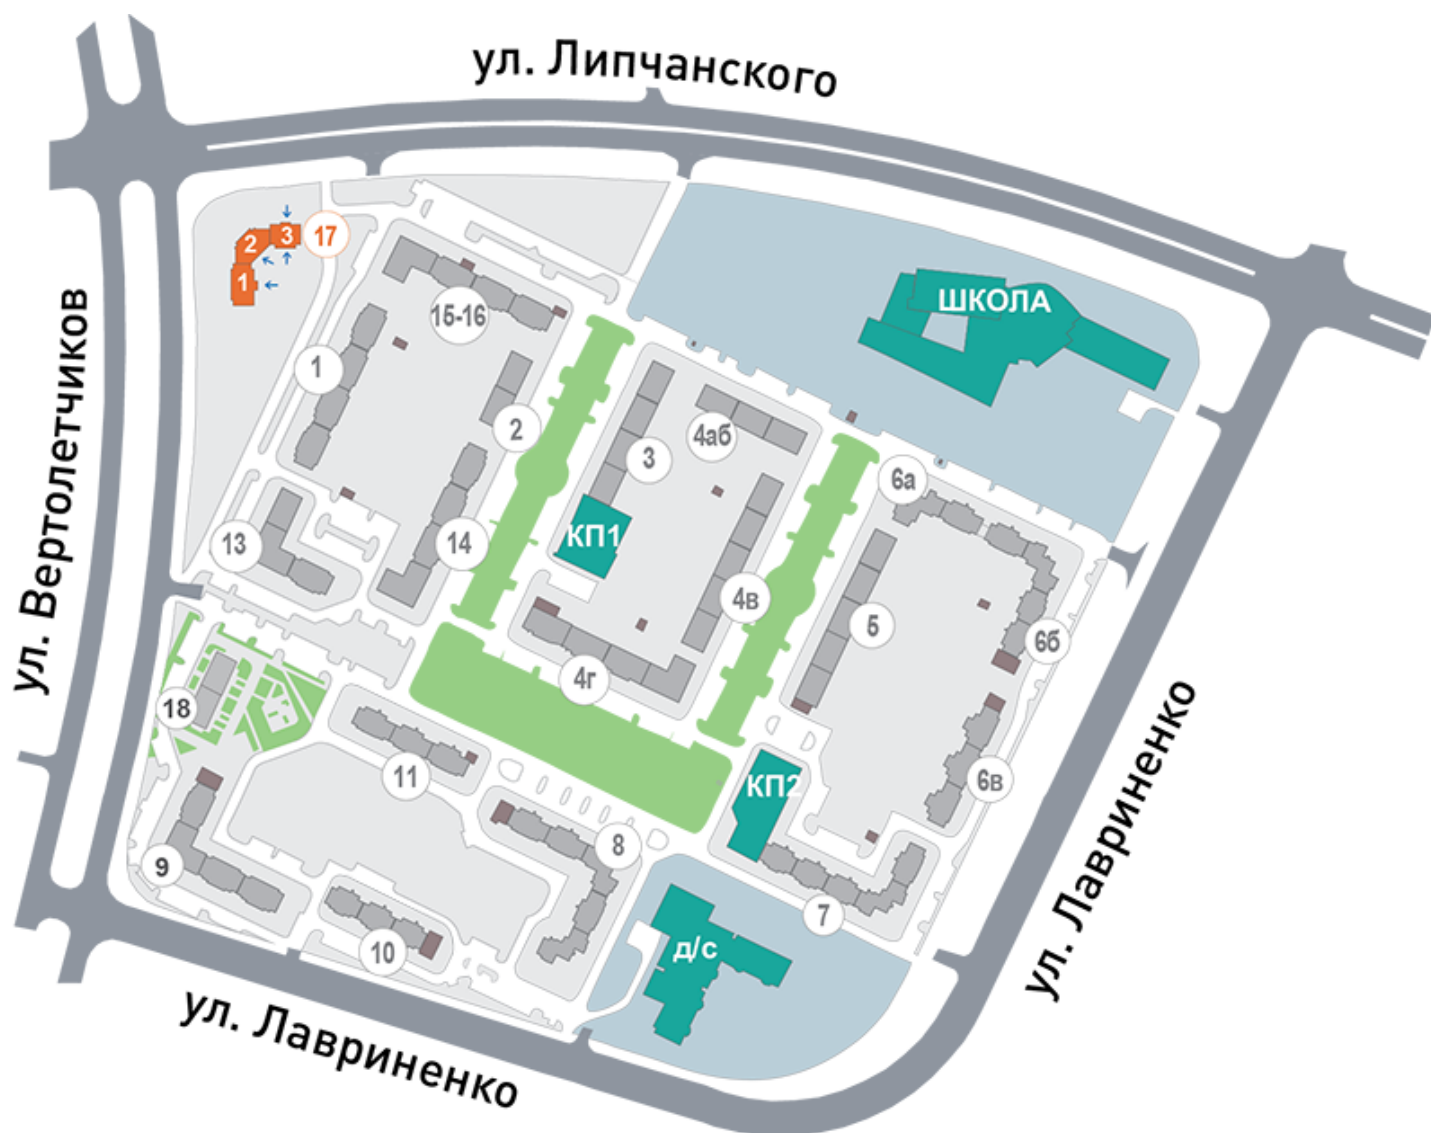 ул. Липчанского
2
3
17
1
ШКОЛА
15-16
1
2
4аб
3
6а
КП1
13
14
4в
5
6б
ул. Вертолетчиков
4г
18
11
6в
КП2
8
9
7
10
д/с
ул. Лавриненко
ул. Лавриненко